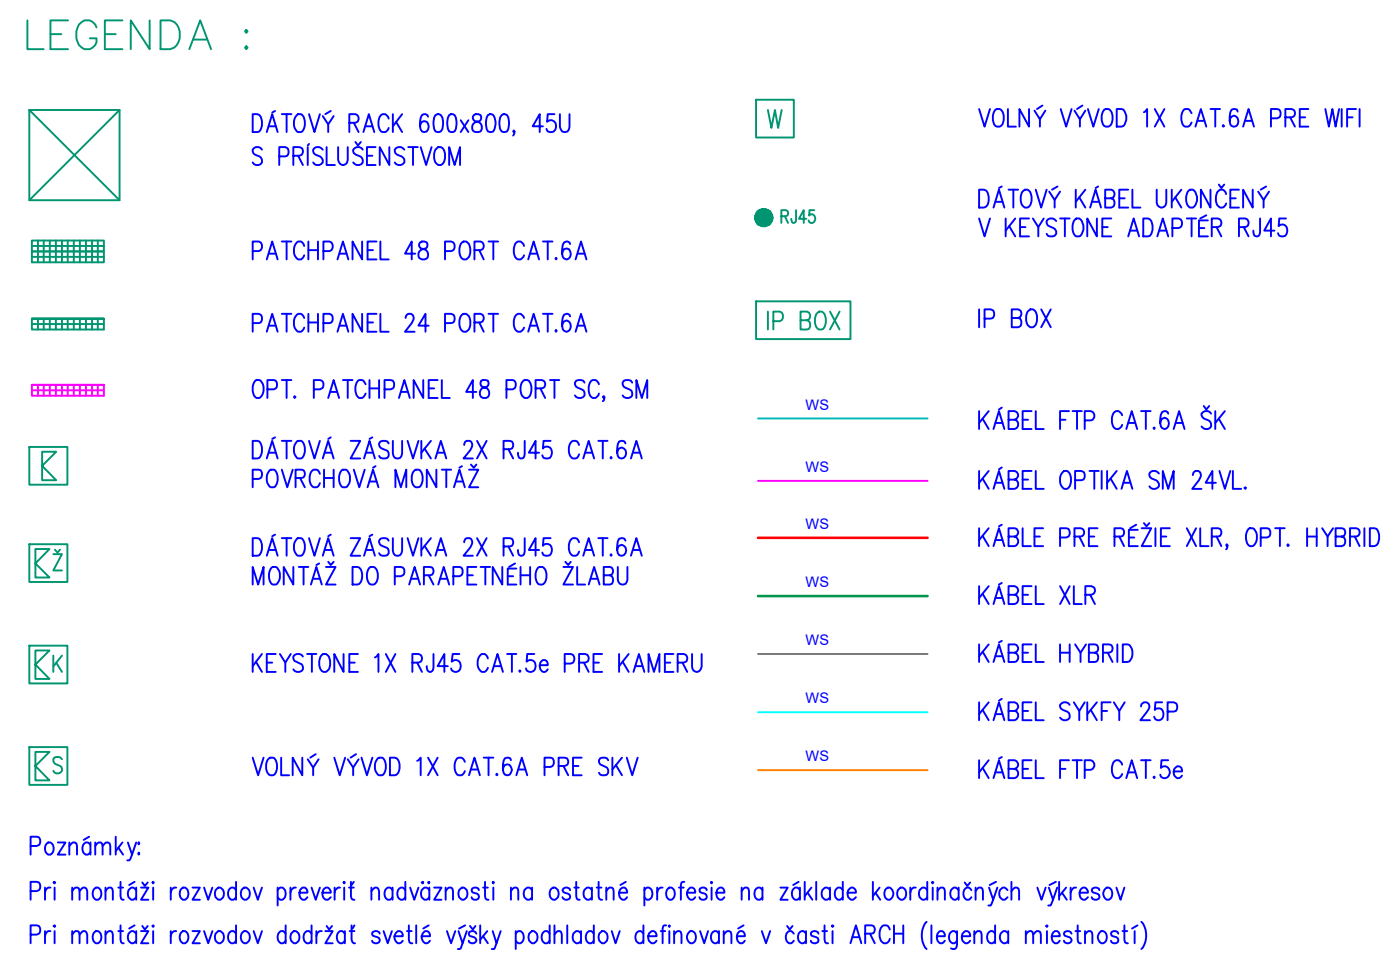 LEGENDA :
DÁTOVÝ RACK 600x800, 45U
S PRÍSLUŠENSTVOM
PATCHPANEL 48 PORT CAT.6A
PATCHPANEL 24 PORT CAT.6A
OPT. PATCHPANEL 48 PORT SC, SM
DÁTOVÁ ZÁSUVKA 2X RJ45 CAT.6A
POVRCHOVÁ MONTÁŽ
Ž
DÁTOVÁ ZÁSUVKA 2X RJ45 CAT.6A
MONTÁŽ DO PARAPETNÉHO ŽLABU
K
KEYSTONE 1X RJ45 CAT.5e PRE KAMERU
S
VOLNÝ VÝVOD 1X CAT.6A PRE SKV
W
VOLNÝ VÝVOD 1X CAT.6A PRE WIFI
RJ45
DÁTOVÝ KÁBEL UKONČENÝ
V KEYSTONE ADAPTÉR RJ45
IP BOX
IP BOX
WS
KÁBEL FTP CAT.6A ŠK
WS
KÁBEL OPTIKA SM 24VL.
WS
KÁBLE PRE RÉŽIE XLR, OPT. HYBRID
WS
KÁBEL XLR
WS
KÁBEL HYBRID
WS
KÁBEL SYKFY 25P
WS
KÁBEL FTP CAT.5e
Poznámky:
Pri montáži rozvodov preveriť nadväznosti na ostatné profesie na základe koordinačných výkresov
Pri montáži rozvodov dodržať svetlé výšky podhladov definované v časti ARCH (legenda miestností)